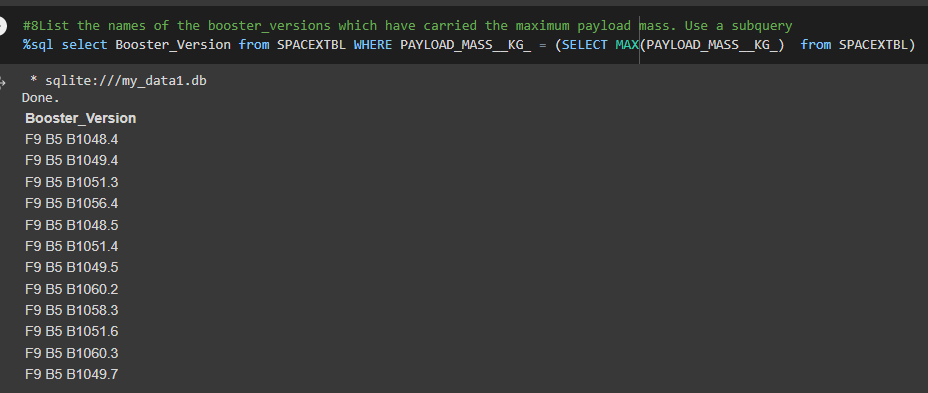 #8List the names of the booster_versions which have carried the maximum payload mass. Use a subquery
%sql select Booster_Version from SPACEXTBL WHERE PAYLOAD_MASS__KG_ = (SELECT MAX(PAYLOAD_MASS__KG_)  from SPACEXTBL)
* sqlite:///my_data1.db
Done.
Booster_Version
F9 B5 B1048.4
F9 B5 B1049.4
F9 B5 B1051.3
F9 B5 B1056.4
F9 B5 B1048.5
F9 B5 B1051.4
F9 B5 B1049.5
F9 B5 B1060.2
F9 B5 B1058.3
F9 B5 B1051.6
F9 B5 B1060.3
F9 B5 B1049.7